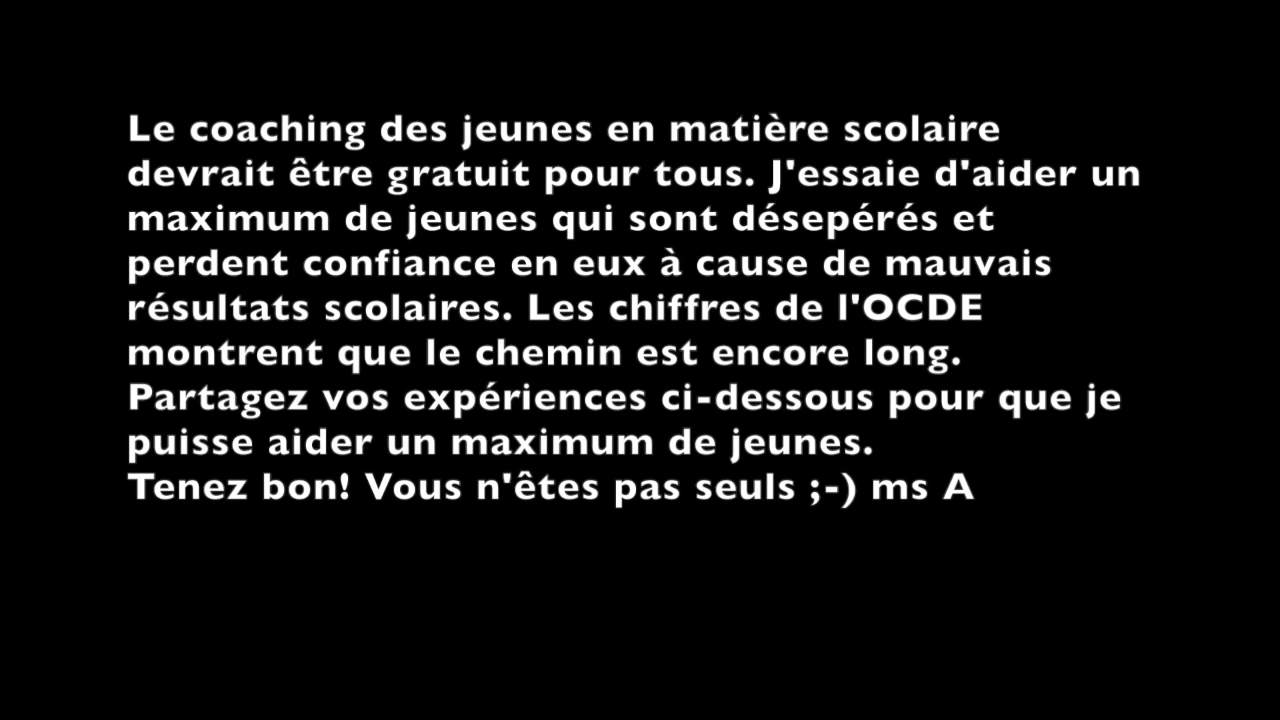 Le coaching des jeunes en matière scolaire
devrait être gratuit pour tous. J'essaie d'aider un
maximum de jeunes qui sont désepérés et
perdent confiance en eux à cause de mauvais
résultats scolaires. Les chiffres de l'OCDE
montrent que le chemin est encore long.
Partagez vos expériences ci-dessous pour que je
puisse aider un maximum de jeunes.
Tenez bon! Vous n'êtes pas seuls ;-) ms A